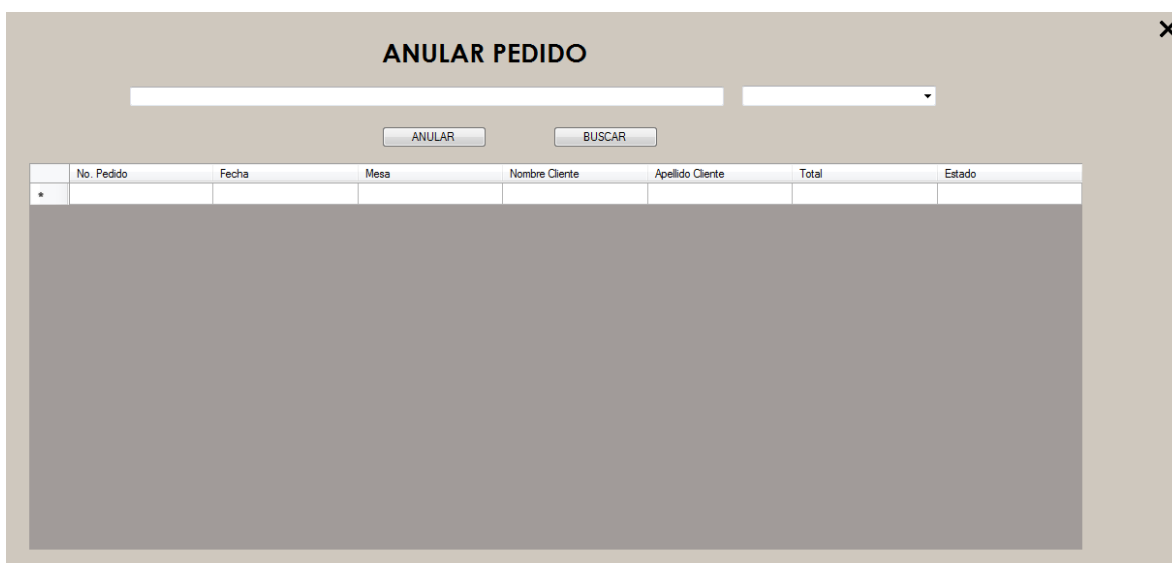 ANULAR PEDIDO
ANULAR BUSCAR
No. Pedido Fecha Mesa Nombre Cliente Apellido Cliente Total Estado
*